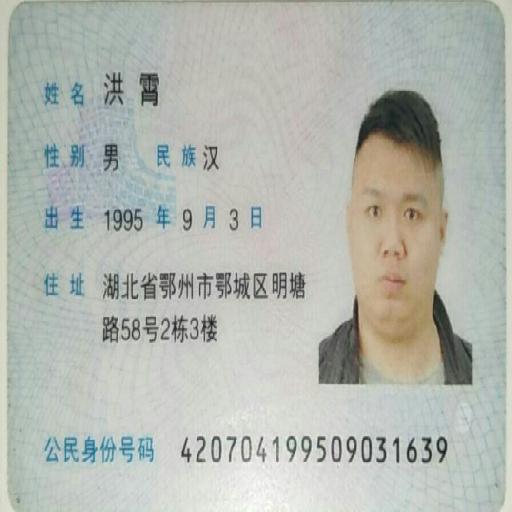 姓名 洪霄
性别 男 民族 汉
出生 1995 年 9 月 3 日
住址 湖北省鄂州市鄂城区明塘
路58号2栋3楼
公民身份号码 420704199509031639